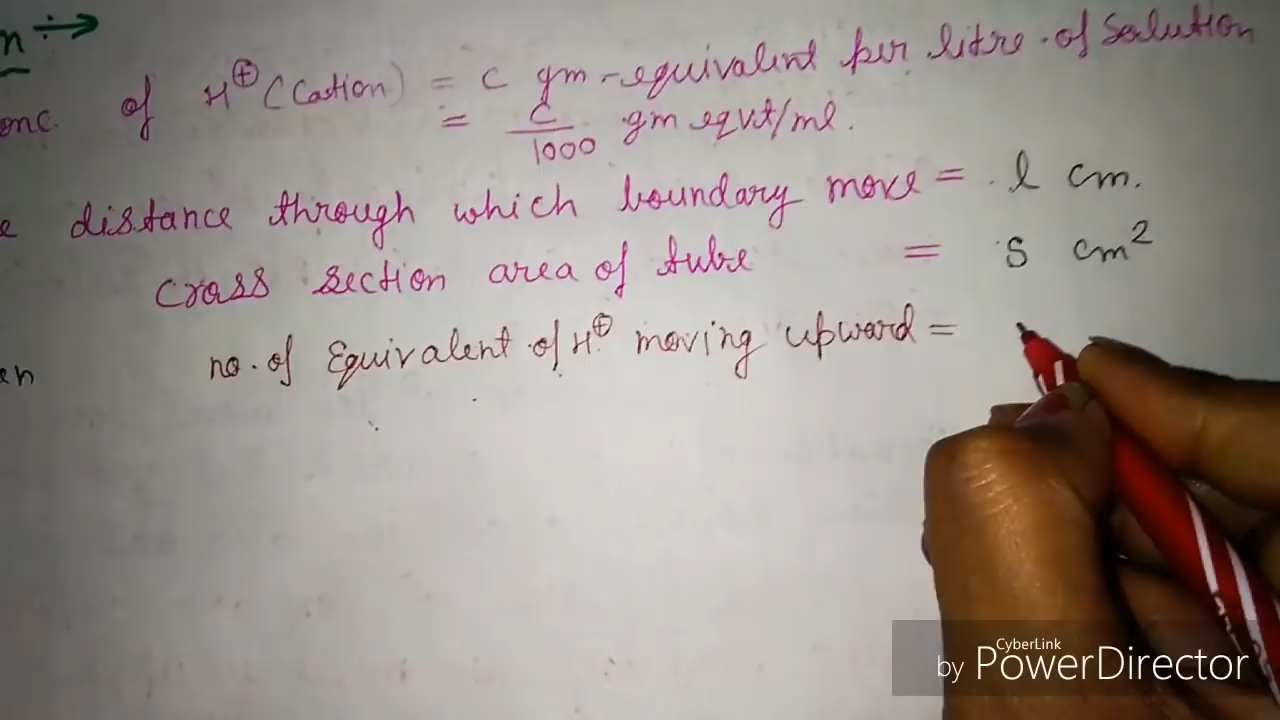 n ÷→
onc. of H⊕ (Cation) = C gm-equivalent per litre of Solution
= C/1000 gm eqvt/ml.
e distance through which boundary move = l cm.
cross section area of tube = S cm²
en no. of Equivalent of H⊕ moving upward =
CyberLink
by PowerDirector